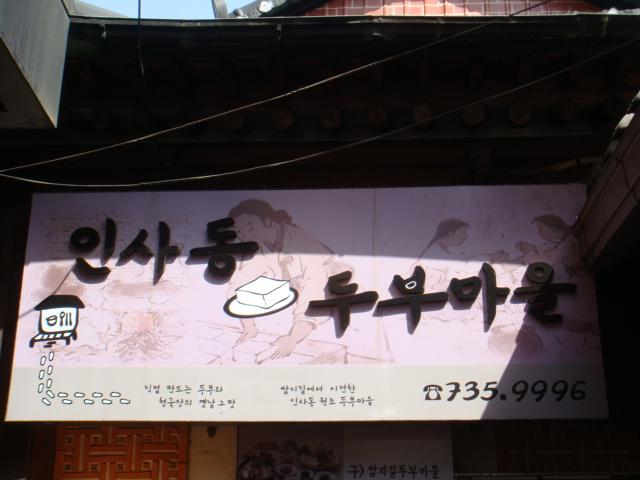 인사동
두부마을
직접 만드는 두부와
청국장의 옛날 그 맛
쌈지길에서 이전한
인사동 원조 두부마을
☎735.9996
구)쌈지길두부마을